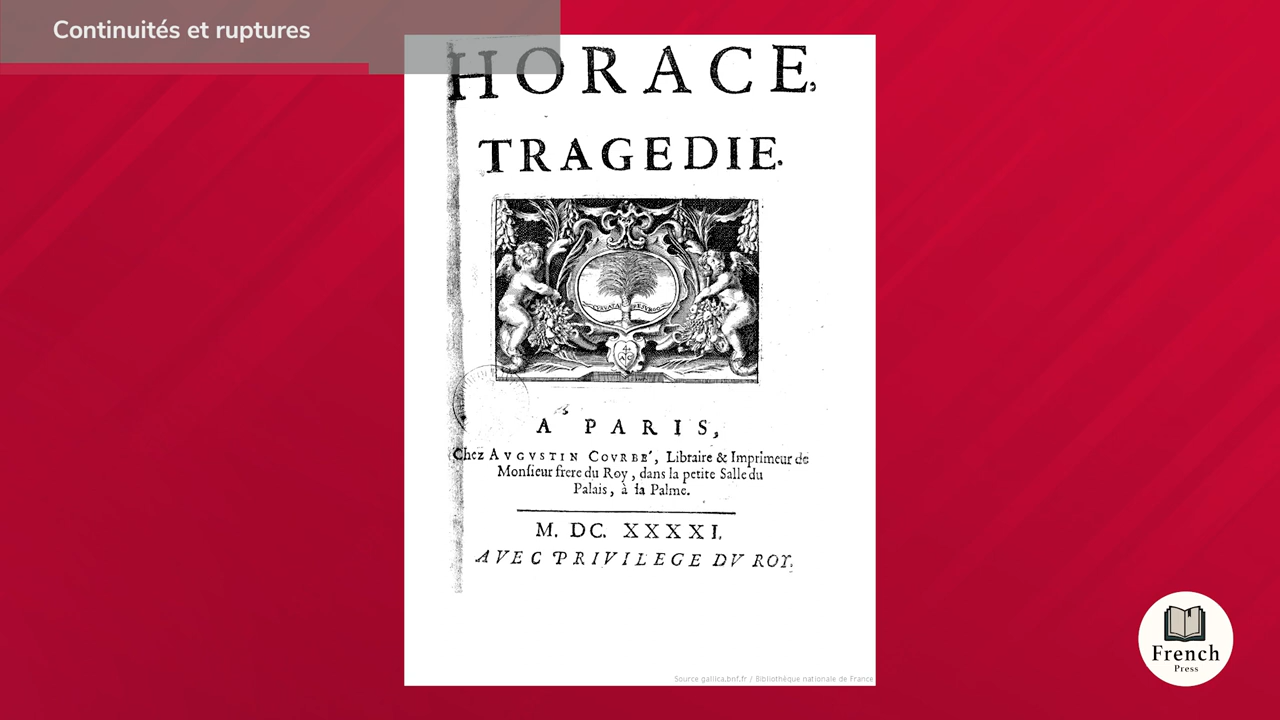 Continuités et ruptures
HORACE,
TRAGEDIE.
CVRVATA RESVRGO
A PARIS,
Chez AVGVSTIN COVRBE', Libraire & Imprimeur de
Monſieur frere du Roy, dans la petite Salle du
Palais, à la Palme.
M. DC. XXXXI.
AVEC PRIVILEGE DV ROY.
Source gallica.bnf.fr / Bibliothèque nationale de France
French
Press